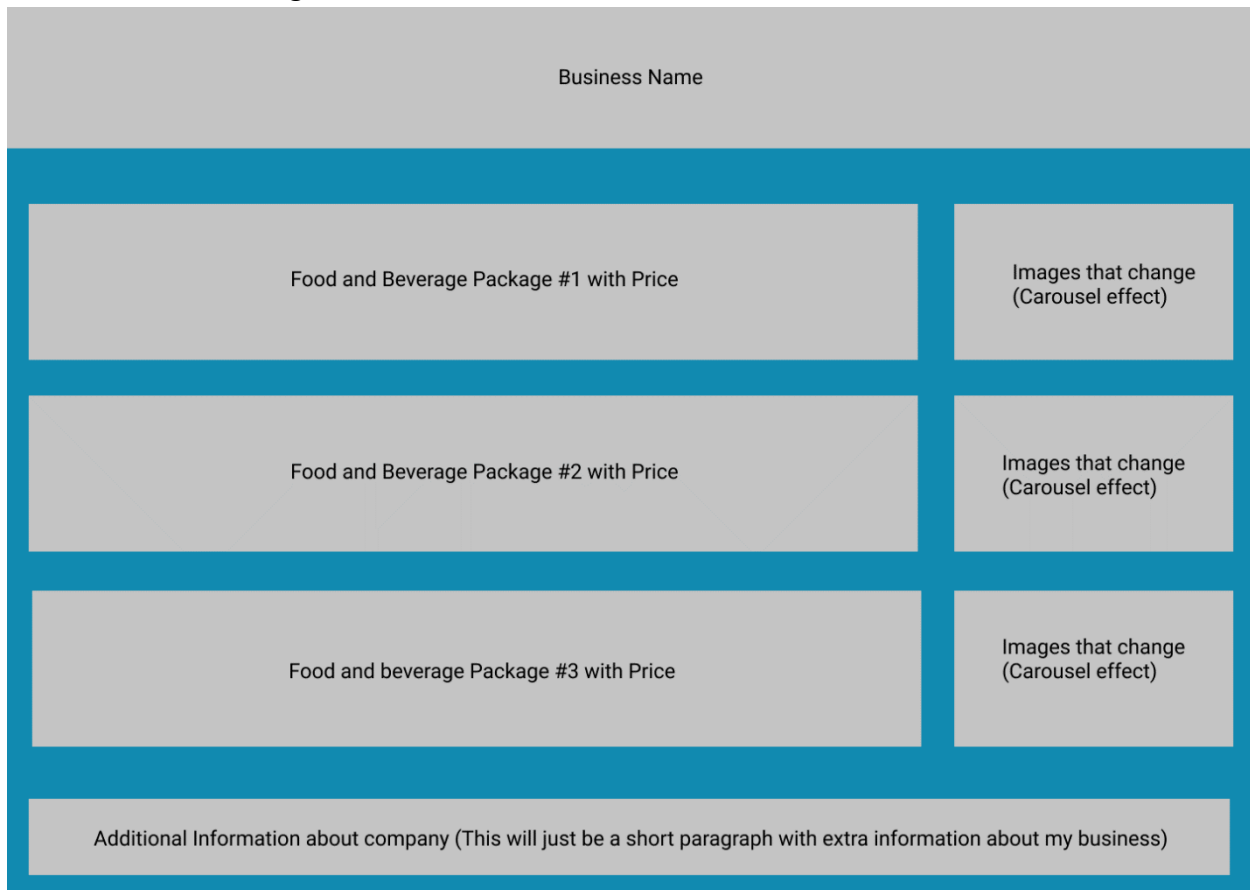 Business Name
Food and Beverage Package #1 with Price
Images that change
(Carousel effect)
Food and Beverage Package #2 with Price
Images that change
(Carousel effect)
Food and beverage Package #3 with Price
Images that change
(Carousel effect)
Additional Information about company (This will just be a short paragraph with extra information about my business)